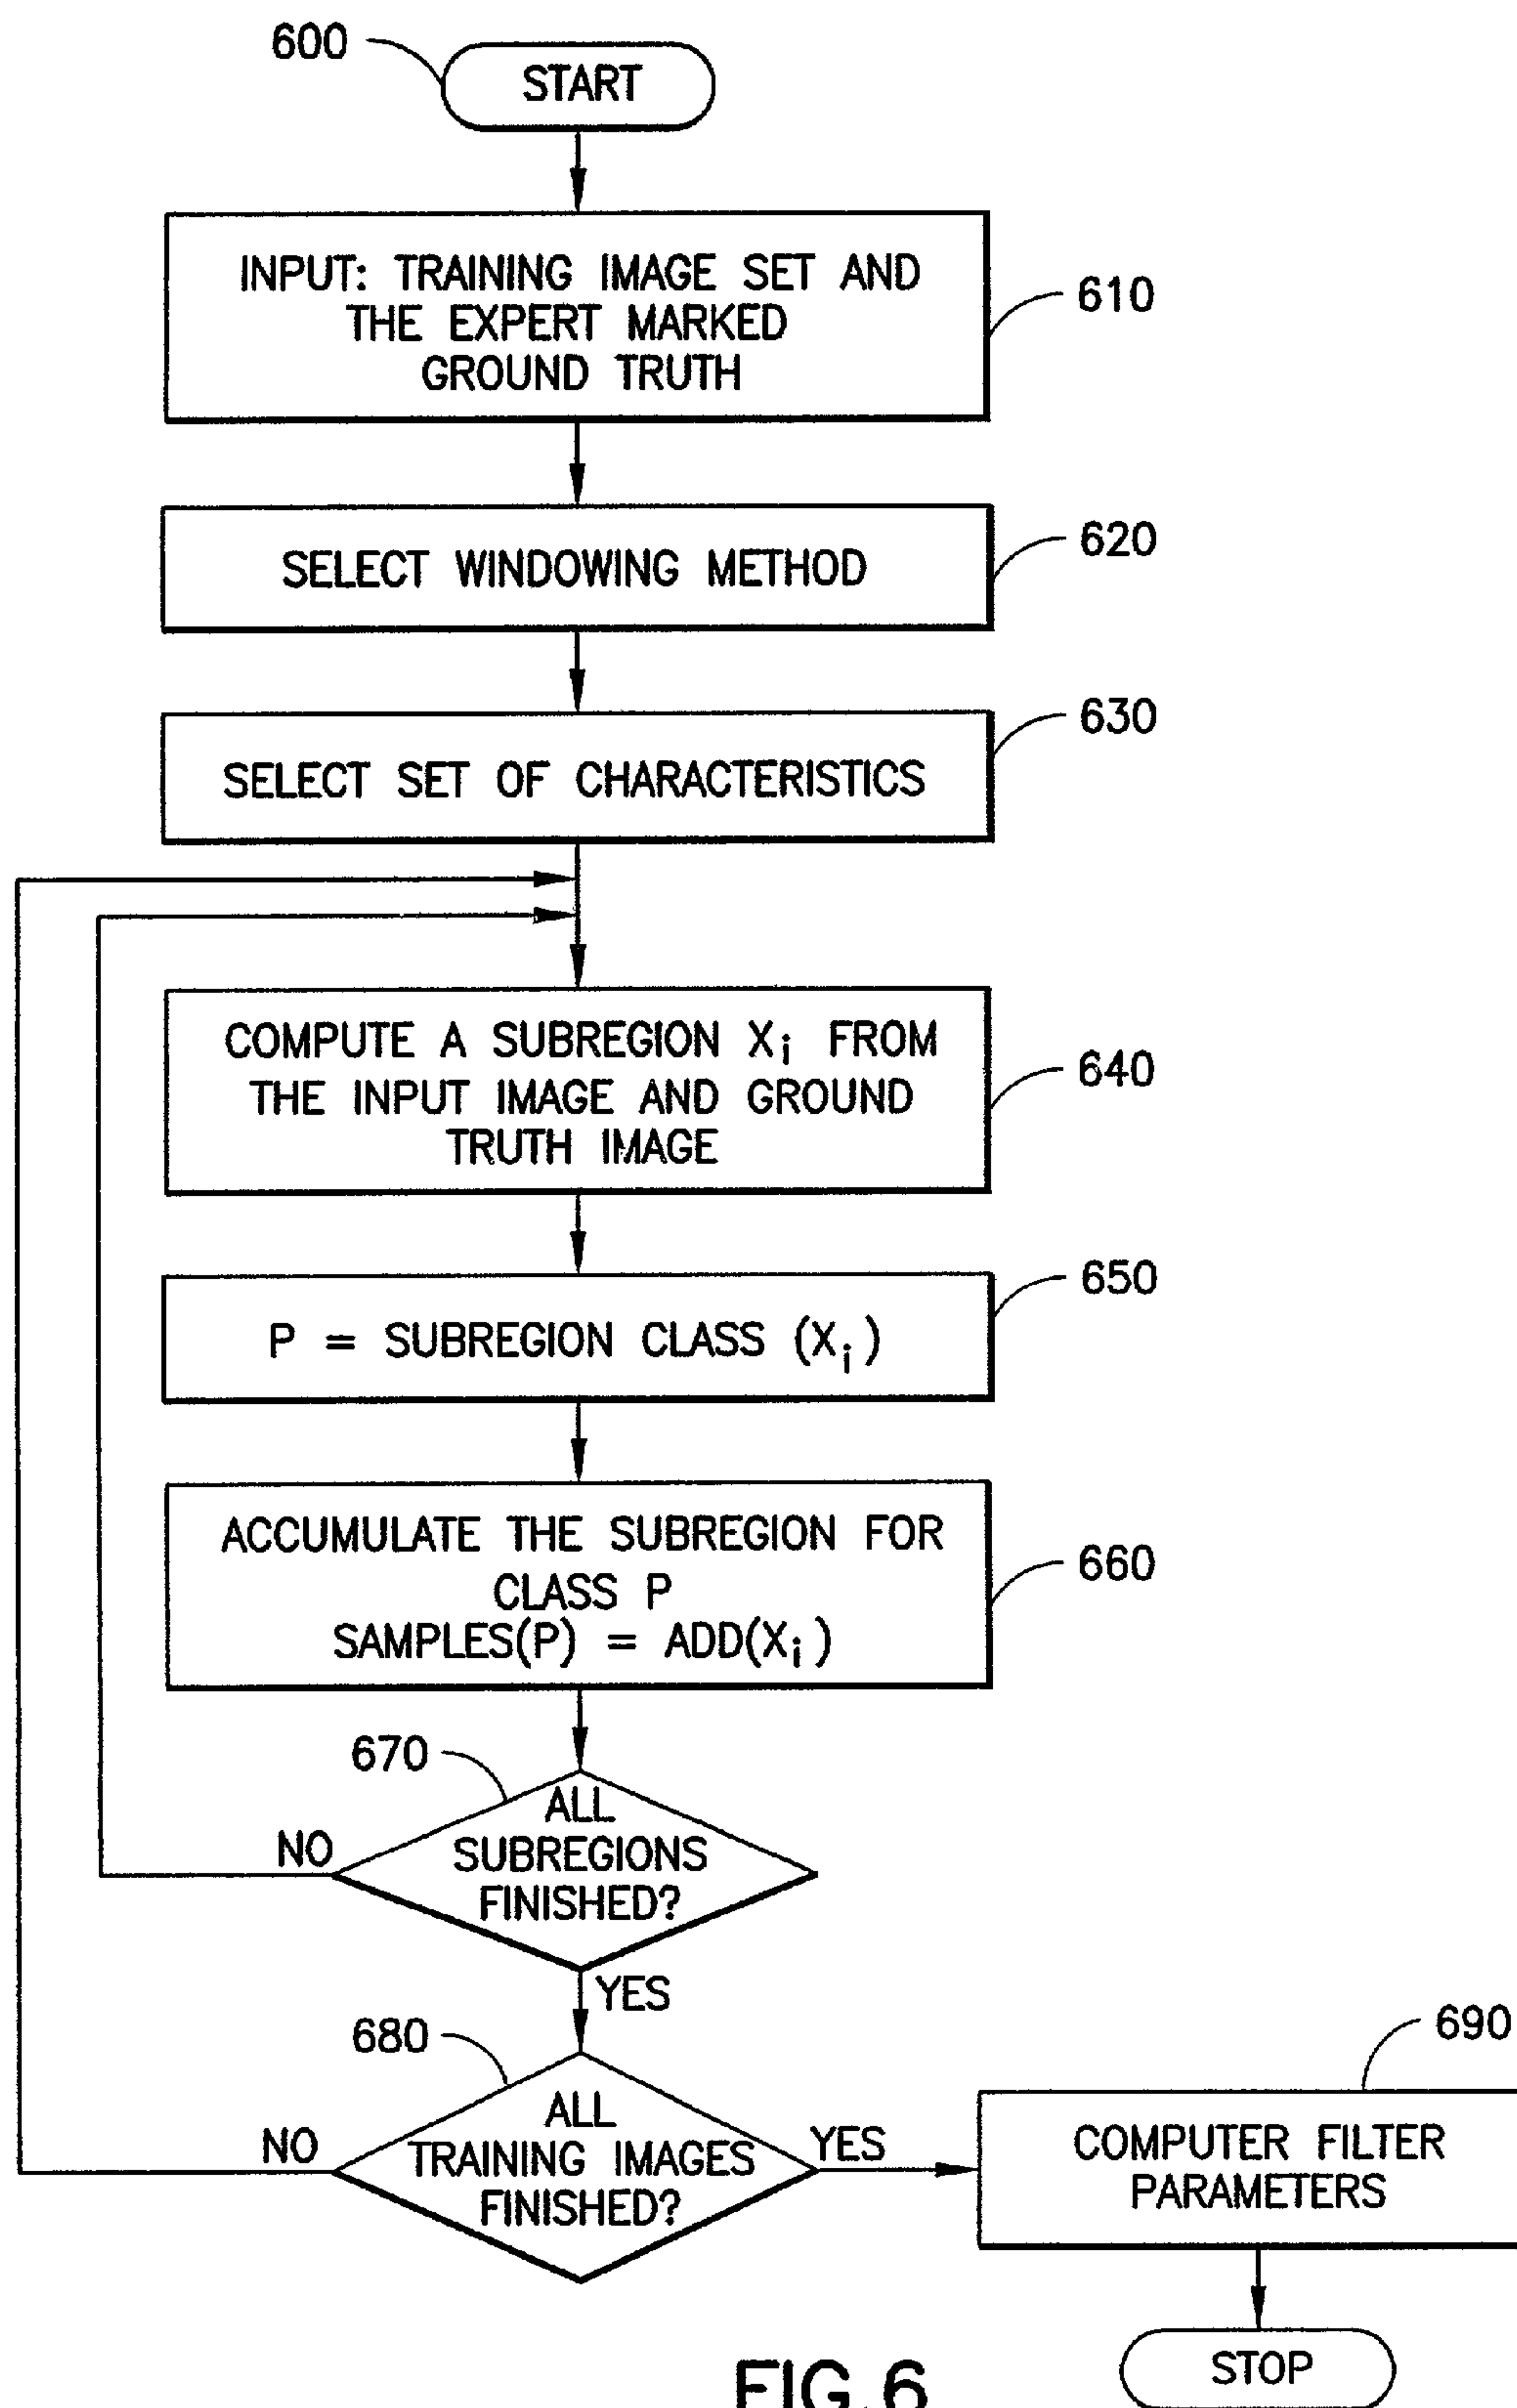 600
START
INPUT: TRAINING IMAGE SET AND
THE EXPERT MARKED
GROUND TRUTH
610
SELECT WINDOWING METHOD
620
SELECT SET OF CHARACTERISTICS
630
COMPUTE A SUBREGION Xi FROM
THE INPUT IMAGE AND GROUND
TRUTH IMAGE
640
P = SUBREGION CLASS (Xi)
650
ACCUMULATE THE SUBREGION FOR
CLASS P
SAMPLES(P) = ADD(Xi)
660
670
ALL
SUBREGIONS
FINISHED?
NO
YES
680
ALL
TRAINING IMAGES
FINISHED?
NO
YES
690
COMPUTER FILTER
PARAMETERS
STOP
FIG.6